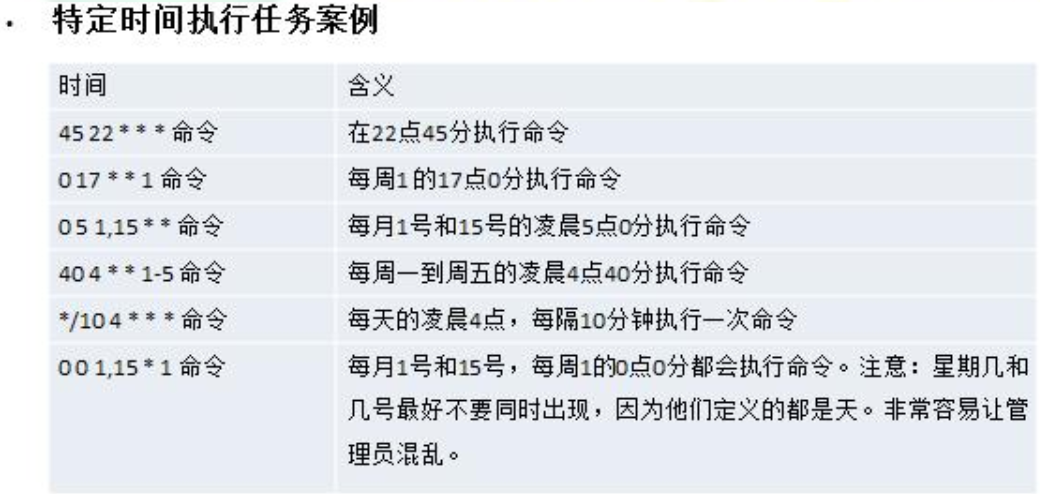 • 特定时间执行任务案例
时间 含义
45 22 * * * 命令 在22点45分执行命令
0 17 * * 1 命令 每周1的17点0分执行命令
0 5 1,15 * * 命令 每月1号和15号的凌晨5点0分执行命令
40 4 * * 1-5 命令 每周一到周五的凌晨4点40分执行命令
*/10 4 * * * 命令 每天的凌晨4点，每隔10分钟执行一次命令
0 0 1,15 * 1 命令 每月1号和15号，每周1的0点0分都会执行命令。注意：星期几和
几号最好不要同时出现，因为他们定义的都是天。非常容易让管
理员混乱。